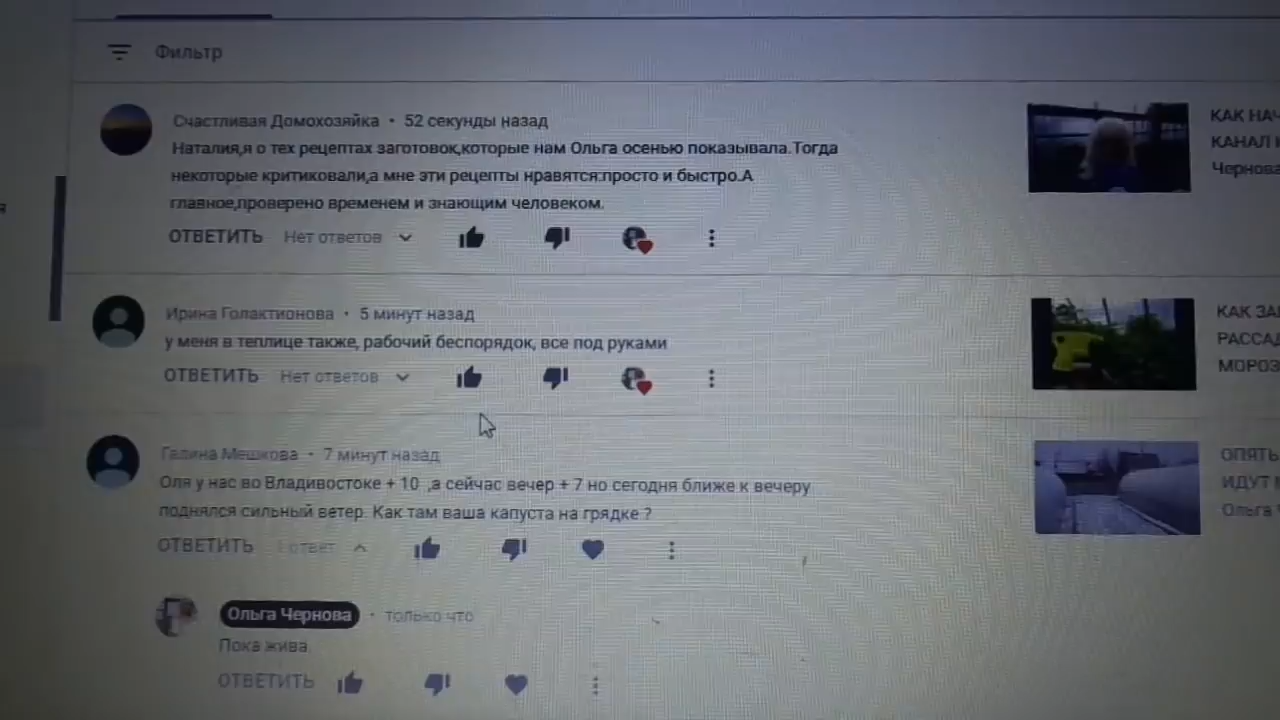 Фильтр
Счастливая Домохозяйка • 52 секунды назад
Наталия,я о тех рецептах заготовок,которые нам Ольга осенью показывала.Тогда
некоторые критиковали,а мне эти рецепты нравятся:просто и быстро.А
главное,проверено временем и знающим человеком.
ОТВЕТИТЬ Нет ответов
КАК НАЧ
КАНАЛ
Чернова
Ирина Голактионова • 5 минут назад
у меня в теплице также, рабочий беспорядок, все под руками
ОТВЕТИТЬ Нет ответов
КАК ЗА
РАССАД
МОРОЗ
Галина Мешкова • 7 минут назад
Оля у нас во Владивостоке + 10 ,а сейчас вечер + 7 но сегодня ближе к вечеру
поднялся сильный ветер. Как там ваша капуста на грядке ?
ОТВЕТИТЬ 1 ответ
ОПЯТЬ
ИДУТ
Ольга
Ольга Чернова • только что
Пока жива
ОТВЕТИТЬ